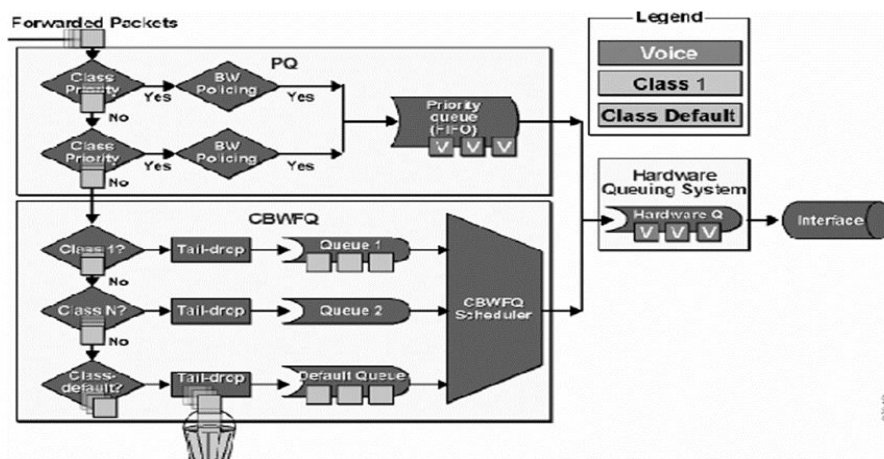 Forwarded Packets
PQ
Class
Priority
Yes
BW
Policing
Yes
No
Class
Priority
Yes
BW
Policing
Yes
No
Priority
queue
(FIFO)
V V V
Legend
Voice
Class 1
Class Default
Hardware
Queuing System
Hardware Q
V V V
Interface
CBWFQ
Class 1?
Tail-drop
Queue 1
No
Class N?
Tail-drop
Queue 2
No
Class-
default?
Tail-drop
Default Queue
CBWFQ
Scheduler